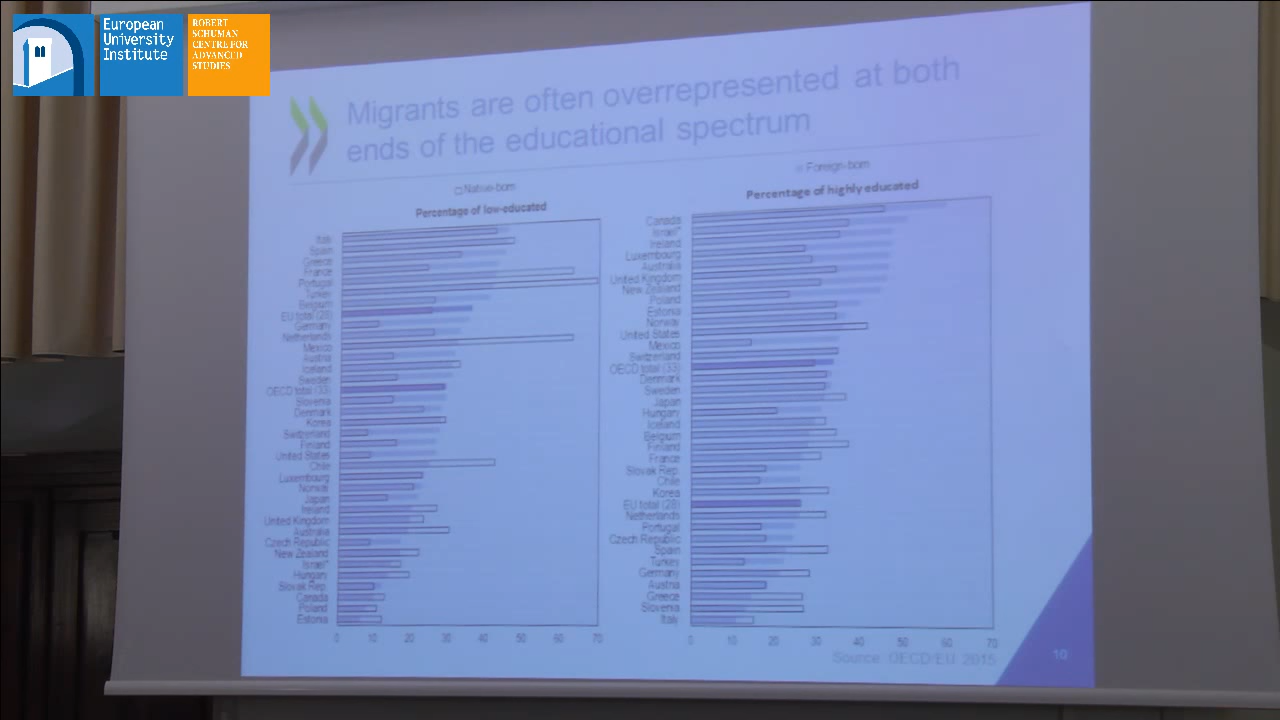 European
University
Institute
ROBERT
SCHUMAN
CENTRE FOR
ADVANCED
STUDIES
Migrants are often overrepresented at both
ends of the educational spectrum
Native-born
Foreign-born
Percentage of low-educated
Italy
Spain
Greece
France
Portugal
Turkey
Belgium
EU total (28)
Germany
Netherlands
Mexico
Austria
Iceland
Sweden
OECD total (33)
Slovenia
Denmark
Korea
Switzerland
Finland
United States
Chile
Luxembourg
Norway
Japan
Ireland
United Kingdom
Australia
Czech Republic
New Zealand
Israel*
Hungary
Slovak Rep.
Canada
Poland
Estonia
0 10 20 30 40 50 60 70
Percentage of highly educated
Canada
Israel*
Ireland
Luxembourg
Australia
United Kingdom
New Zealand
Poland
Estonia
Norway
United States
Mexico
Switzerland
OECD total (33)
Denmark
Sweden
Japan
Hungary
Iceland
Belgium
Finland
France
Slovak Rep.
Chile
Korea
EU total (28)
Netherlands
Portugal
Czech Republic
Spain
Turkey
Germany
Austria
Greece
Slovenia
Italy
0 10 20 30 40 50 60 70
Source: OECD/EU 2015
10